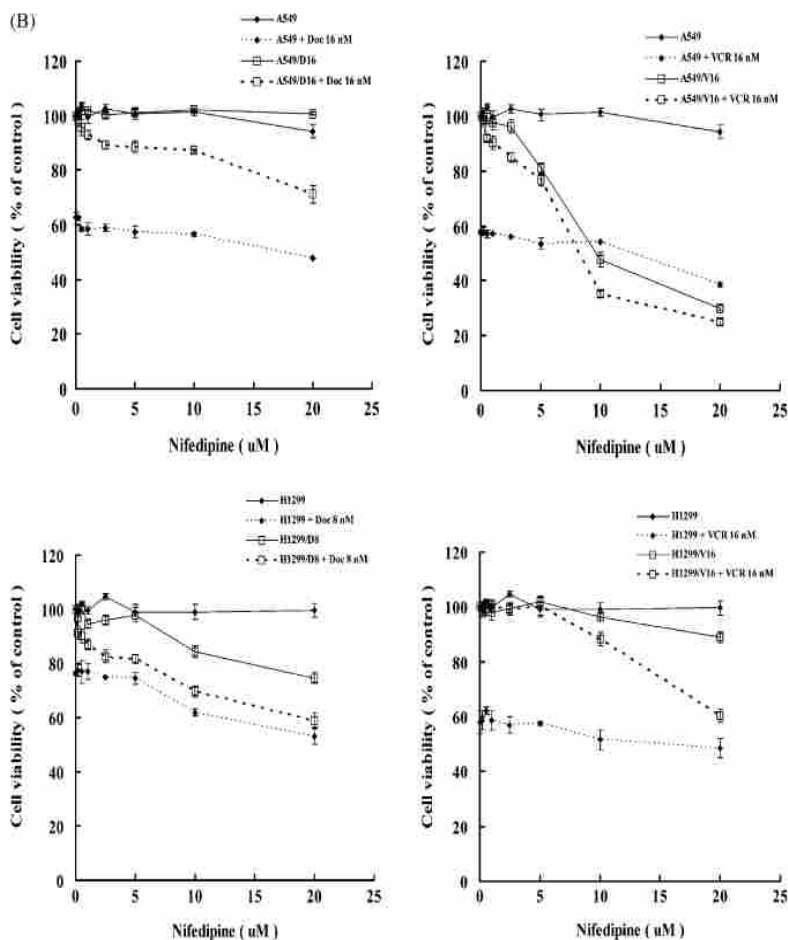 (B)
A549
A549 + Doc 16 nM
A549/D16
A549/D16 + Doc 16 nM
Cell viability ( % of control )
120
100
80
60
40
20
0
0 5 10 15 20 25
Nifedipine ( uM )
A549
A549 + VCR 16 nM
A549/V16
A549/V16 + VCR 16 nM
Cell viability ( % of control )
120
100
80
60
40
20
0
0 5 10 15 20 25
Nifedipine ( uM )
H1299
H1299 + Doc 8 nM
H1299/D8
H1299/D8 + Doc 8 nM
Cell viability ( % of control )
120
100
80
60
40
20
0
0 5 10 15 20 25
Nifedipine ( uM )
H1299
H1299 + VCR 16 nM
H1299/V16
H1299/V16 + VCR 16 nM
Cell viability ( % of control )
120
100
80
60
40
20
0
0 5 10 15 20 25
Nifedipine ( uM )